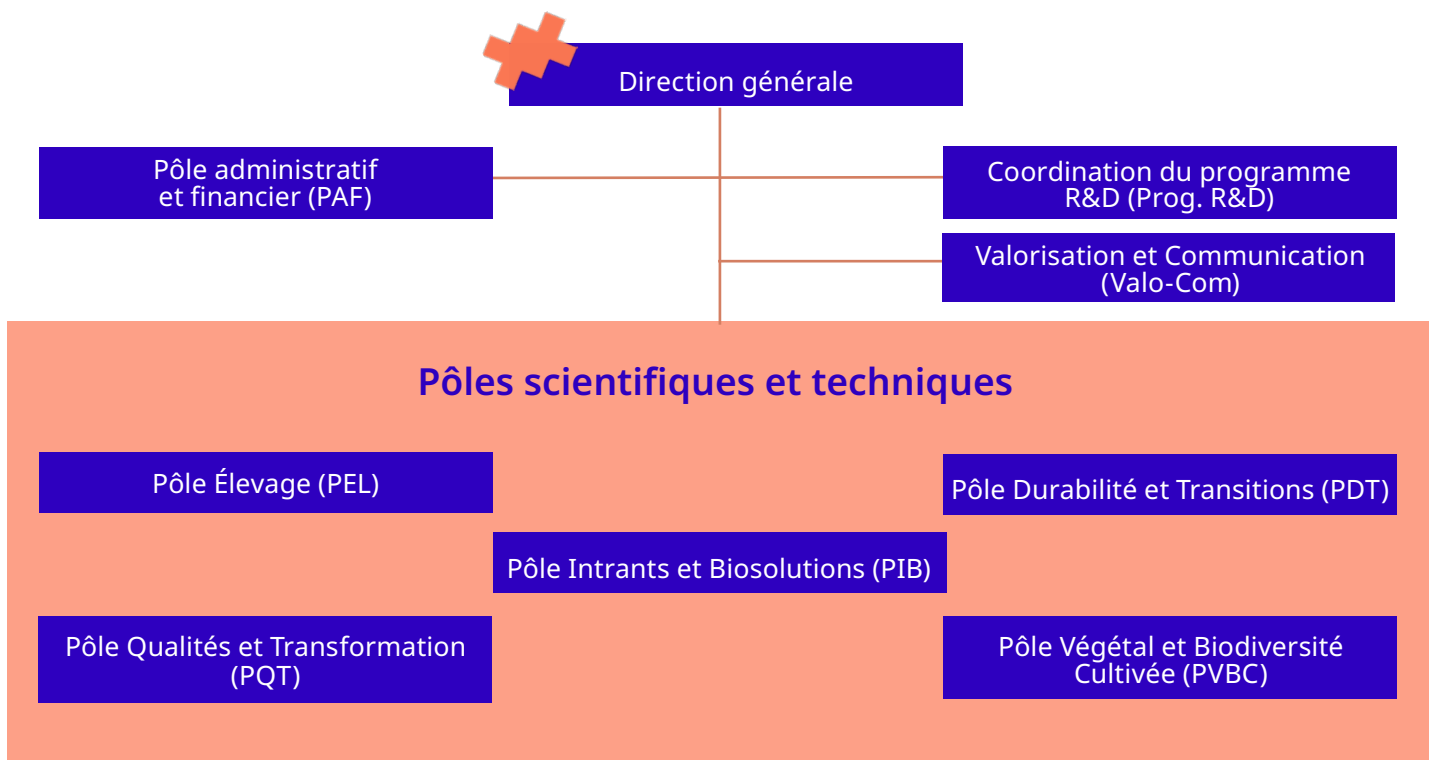 Direction générale
Pôle administratif
et financier (PAF)
Coordination du programme
R&D (Prog. R&D)
Valorisation et Communication
(Valo-Com)
Pôles scientifiques et techniques
Pôle Élevage (PEL)
Pôle Durabilité et Transitions (PDT)
Pôle Intrants et Biosolutions (PIB)
Pôle Qualités et Transformation
(PQT)
Pôle Végétal et Biodiversité
Cultivée (PVBC)